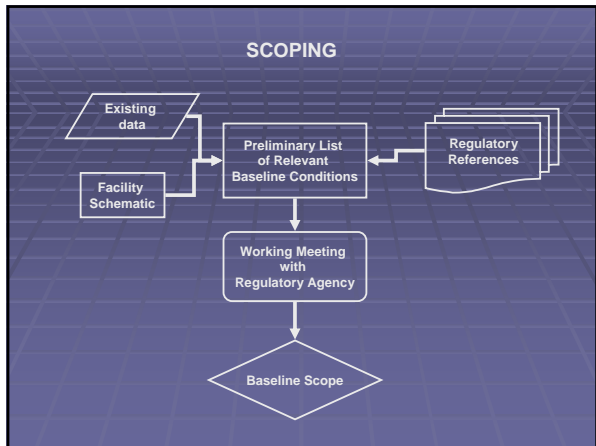 SCOPING
Existing
data
Facility
Schematic
Preliminary List
of Relevant
Baseline Conditions
Regulatory
References
Working Meeting
with
Regulatory Agency
Baseline Scope